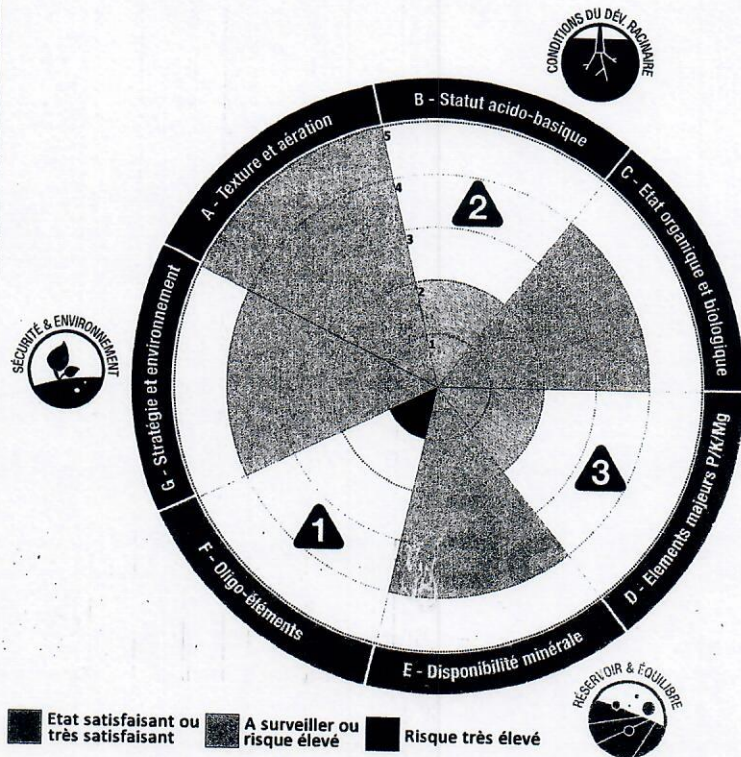 CONDITIONS DU DÉV. RACINAIRE
B - Statut acido-basique
A - Texture et aération
C - Etat organique et biologique
5
4
3
2
1
2
SÉCURITÉ & ENVIRONNEMENT
G - Stratégie et environnement
3
1
D - Elements majeurs P/K/Mg
F - Oligo-éléments
E - Disponibilité minérale
RÉSERVOIR & ÉQUILIBRE
Etat satisfaisant ou
très satisfaisant
A surveiller ou
risque élevé
Risque très élevé